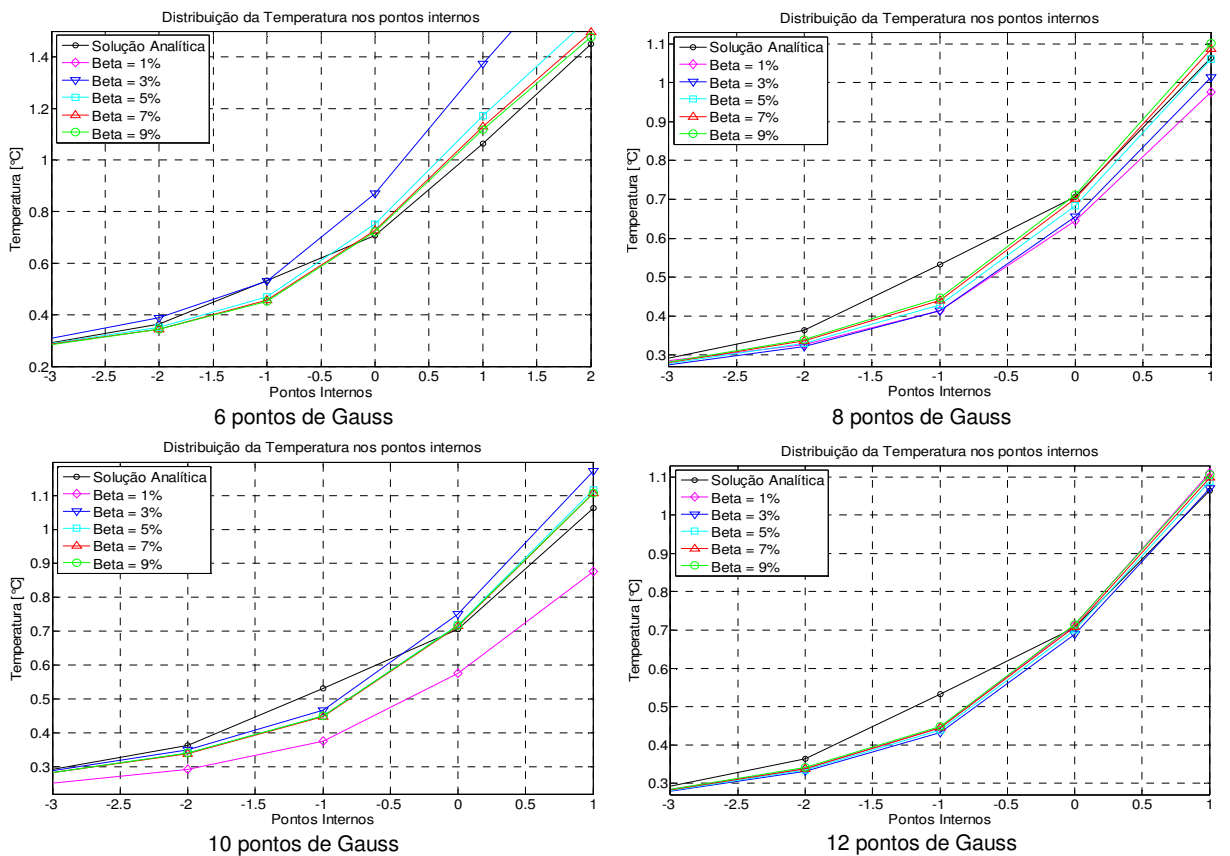 Distribuição da Temperatura nos pontos internos
Temperatura [°C]
1.4
1.2
1
0.8
0.6
0.4
0.2
Solução Analítica
Beta = 1%
Beta = 3%
Beta = 5%
Beta = 7%
Beta = 9%
-3 -2.5 -2 -1.5 -1 -0.5 0 0.5 1 1.5 2
Pontos Internos
6 pontos de Gauss
Distribuição da Temperatura nos pontos internos
Temperatura [°C]
1.1
1
0.9
0.8
0.7
0.6
0.5
0.4
0.3
Solução Analítica
Beta = 1%
Beta = 3%
Beta = 5%
Beta = 7%
Beta = 9%
-3 -2.5 -2 -1.5 -1 -0.5 0 0.5 1
Pontos Internos
8 pontos de Gauss
Distribuição da Temperatura nos pontos internos
Temperatura [°C]
1.1
1
0.9
0.8
0.7
0.6
0.5
0.4
0.3
Solução Analítica
Beta = 1%
Beta = 3%
Beta = 5%
Beta = 7%
Beta = 9%
-3 -2.5 -2 -1.5 -1 -0.5 0 0.5 1
Pontos Internos
10 pontos de Gauss
Distribuição da Temperatura nos pontos internos
Temperatura [°C]
1.1
1
0.9
0.8
0.7
0.6
0.5
0.4
0.3
Solução Analítica
Beta = 1%
Beta = 3%
Beta = 5%
Beta = 7%
Beta = 9%
-3 -2.5 -2 -1.5 -1 -0.5 0 0.5 1
Pontos Internos
12 pontos de Gauss